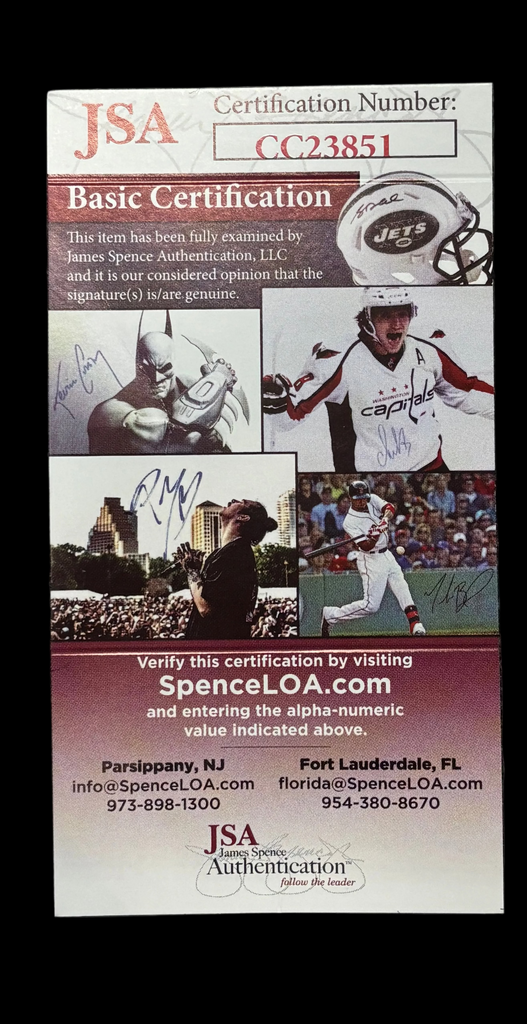 JSA
Certification Number:
CC23851
Basic Certification
This item has been fully examined by
James Spence Authentication, LLC
and it is our considered opinion that the
signature(s) is/are genuine.
JETS
A
WASHINGTON
capitals
Verify this certification by visiting
SpenceLOA.com
and entering the alpha-numeric
value indicated above.
Parsippany, NJ
info@SpenceLOA.com
973-898-1300
Fort Lauderdale, FL
florida@SpenceLOA.com
954-380-8670
JSA
James Spence
Authentication™
follow the leader